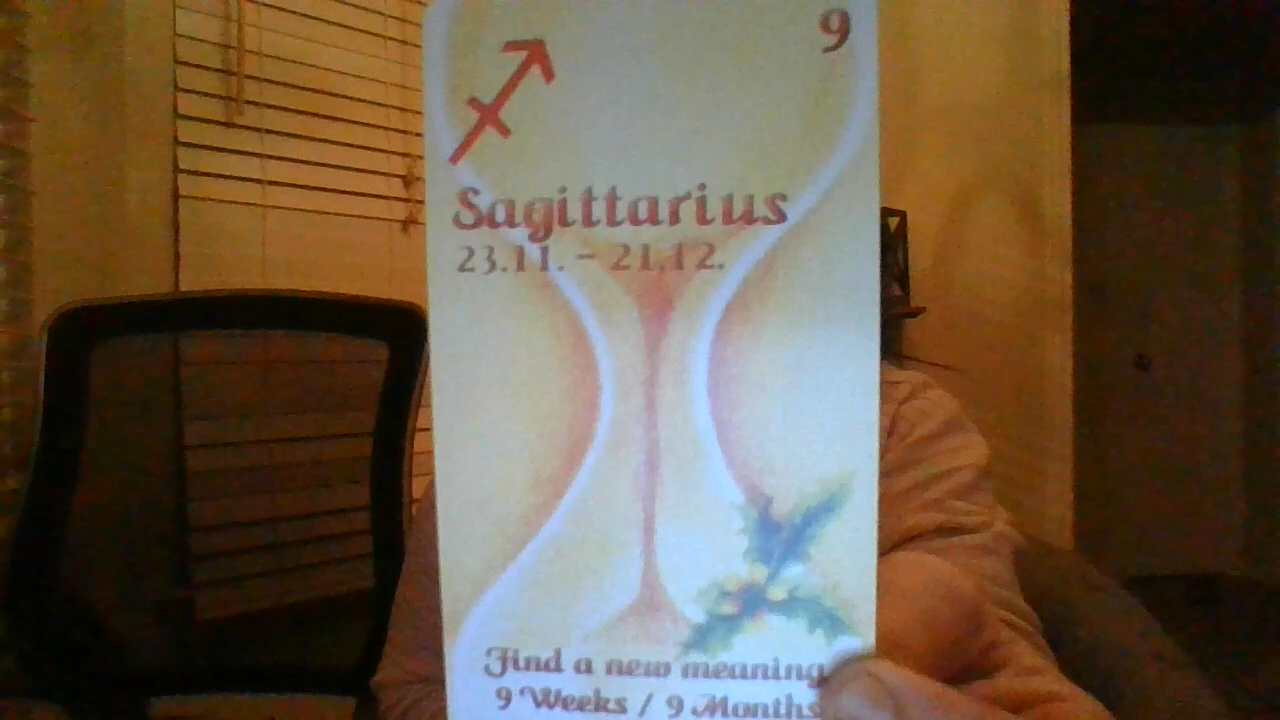 9
Sagittarius
23.11. - 21.12.
Find a new meaning
9 Weeks / 9 Months